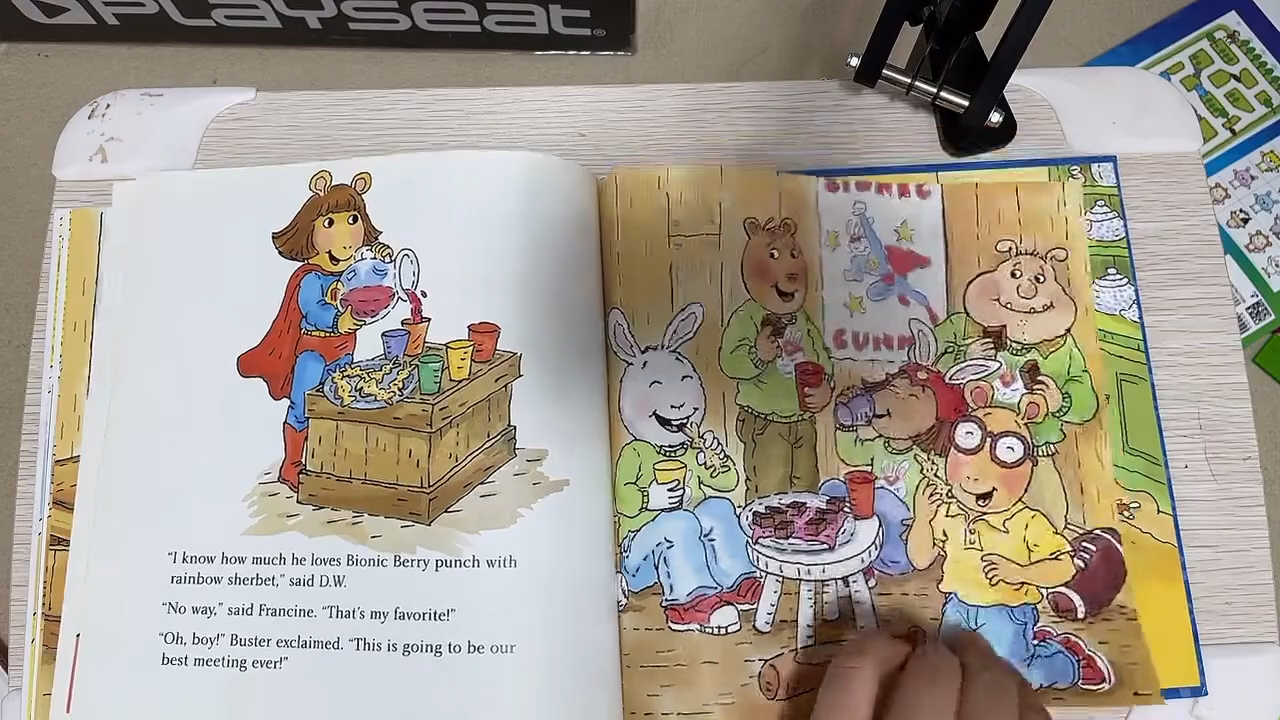 PLAYSEAT®
"I know how much he loves Bionic Berry punch with
rainbow sherbet," said D.W.
"No way," said Francine. "That's my favorite!"
"Oh, boy!" Buster exclaimed. "This is going to be our
best meeting ever!"
BIONIC
BUNN